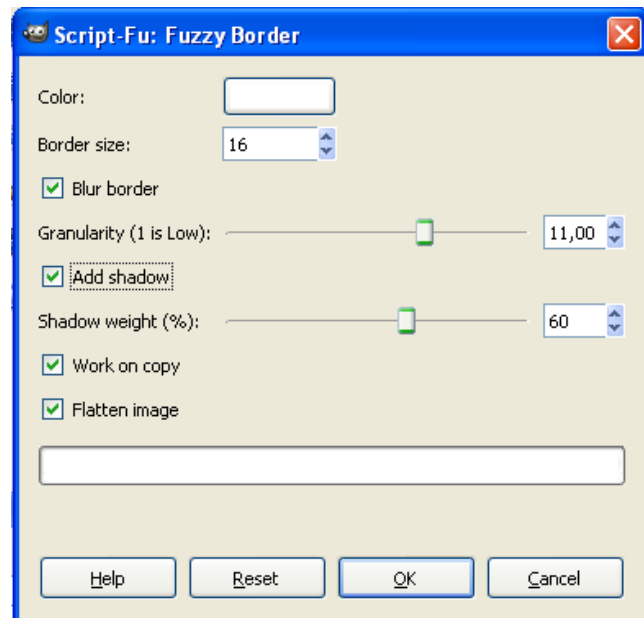 Script-Fu: Fuzzy Border
Color:
Border size: 16
Blur border
Granularity (1 is Low): 11,00
Add shadow
Shadow weight (%): 60
Work on copy
Flatten image
Help Reset OK Cancel